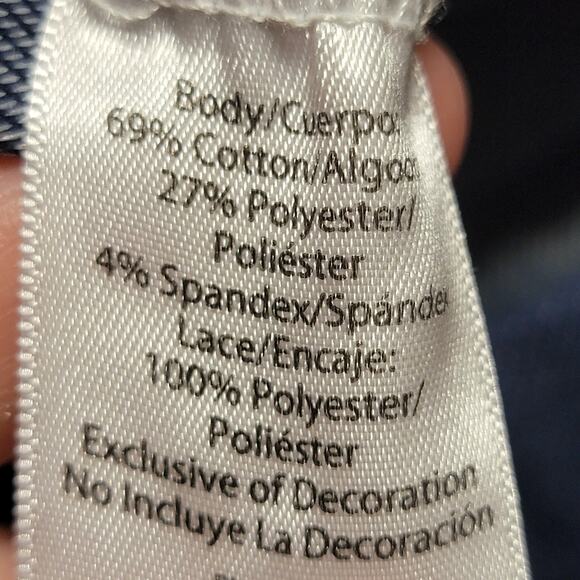 Body/Cuerpo:
69% Cotton/Algod
27% Polyester/
Poliéster
4% Spandex/Spándex
Lace/Encaje:
100% Polyester/
Poliéster
Exclusive of Decoration
No Incluye La Decoración